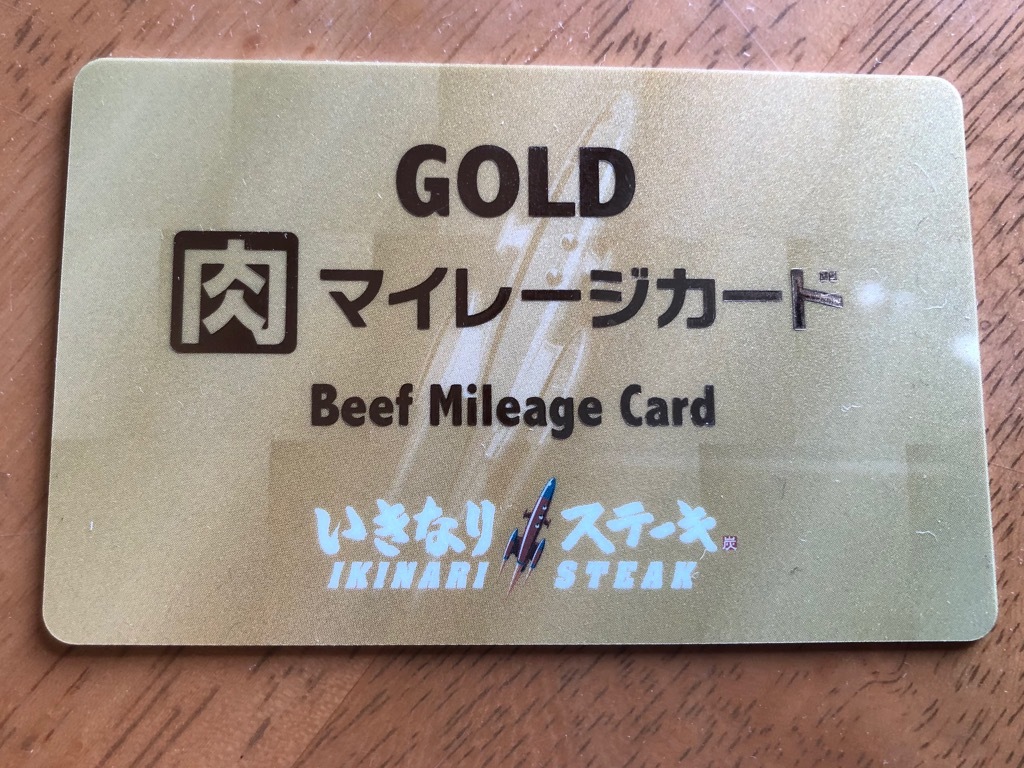 GOLD
肉マイレージカード
Beef Mileage Card
いきなりステーキ 炭
IKINARI STEAK